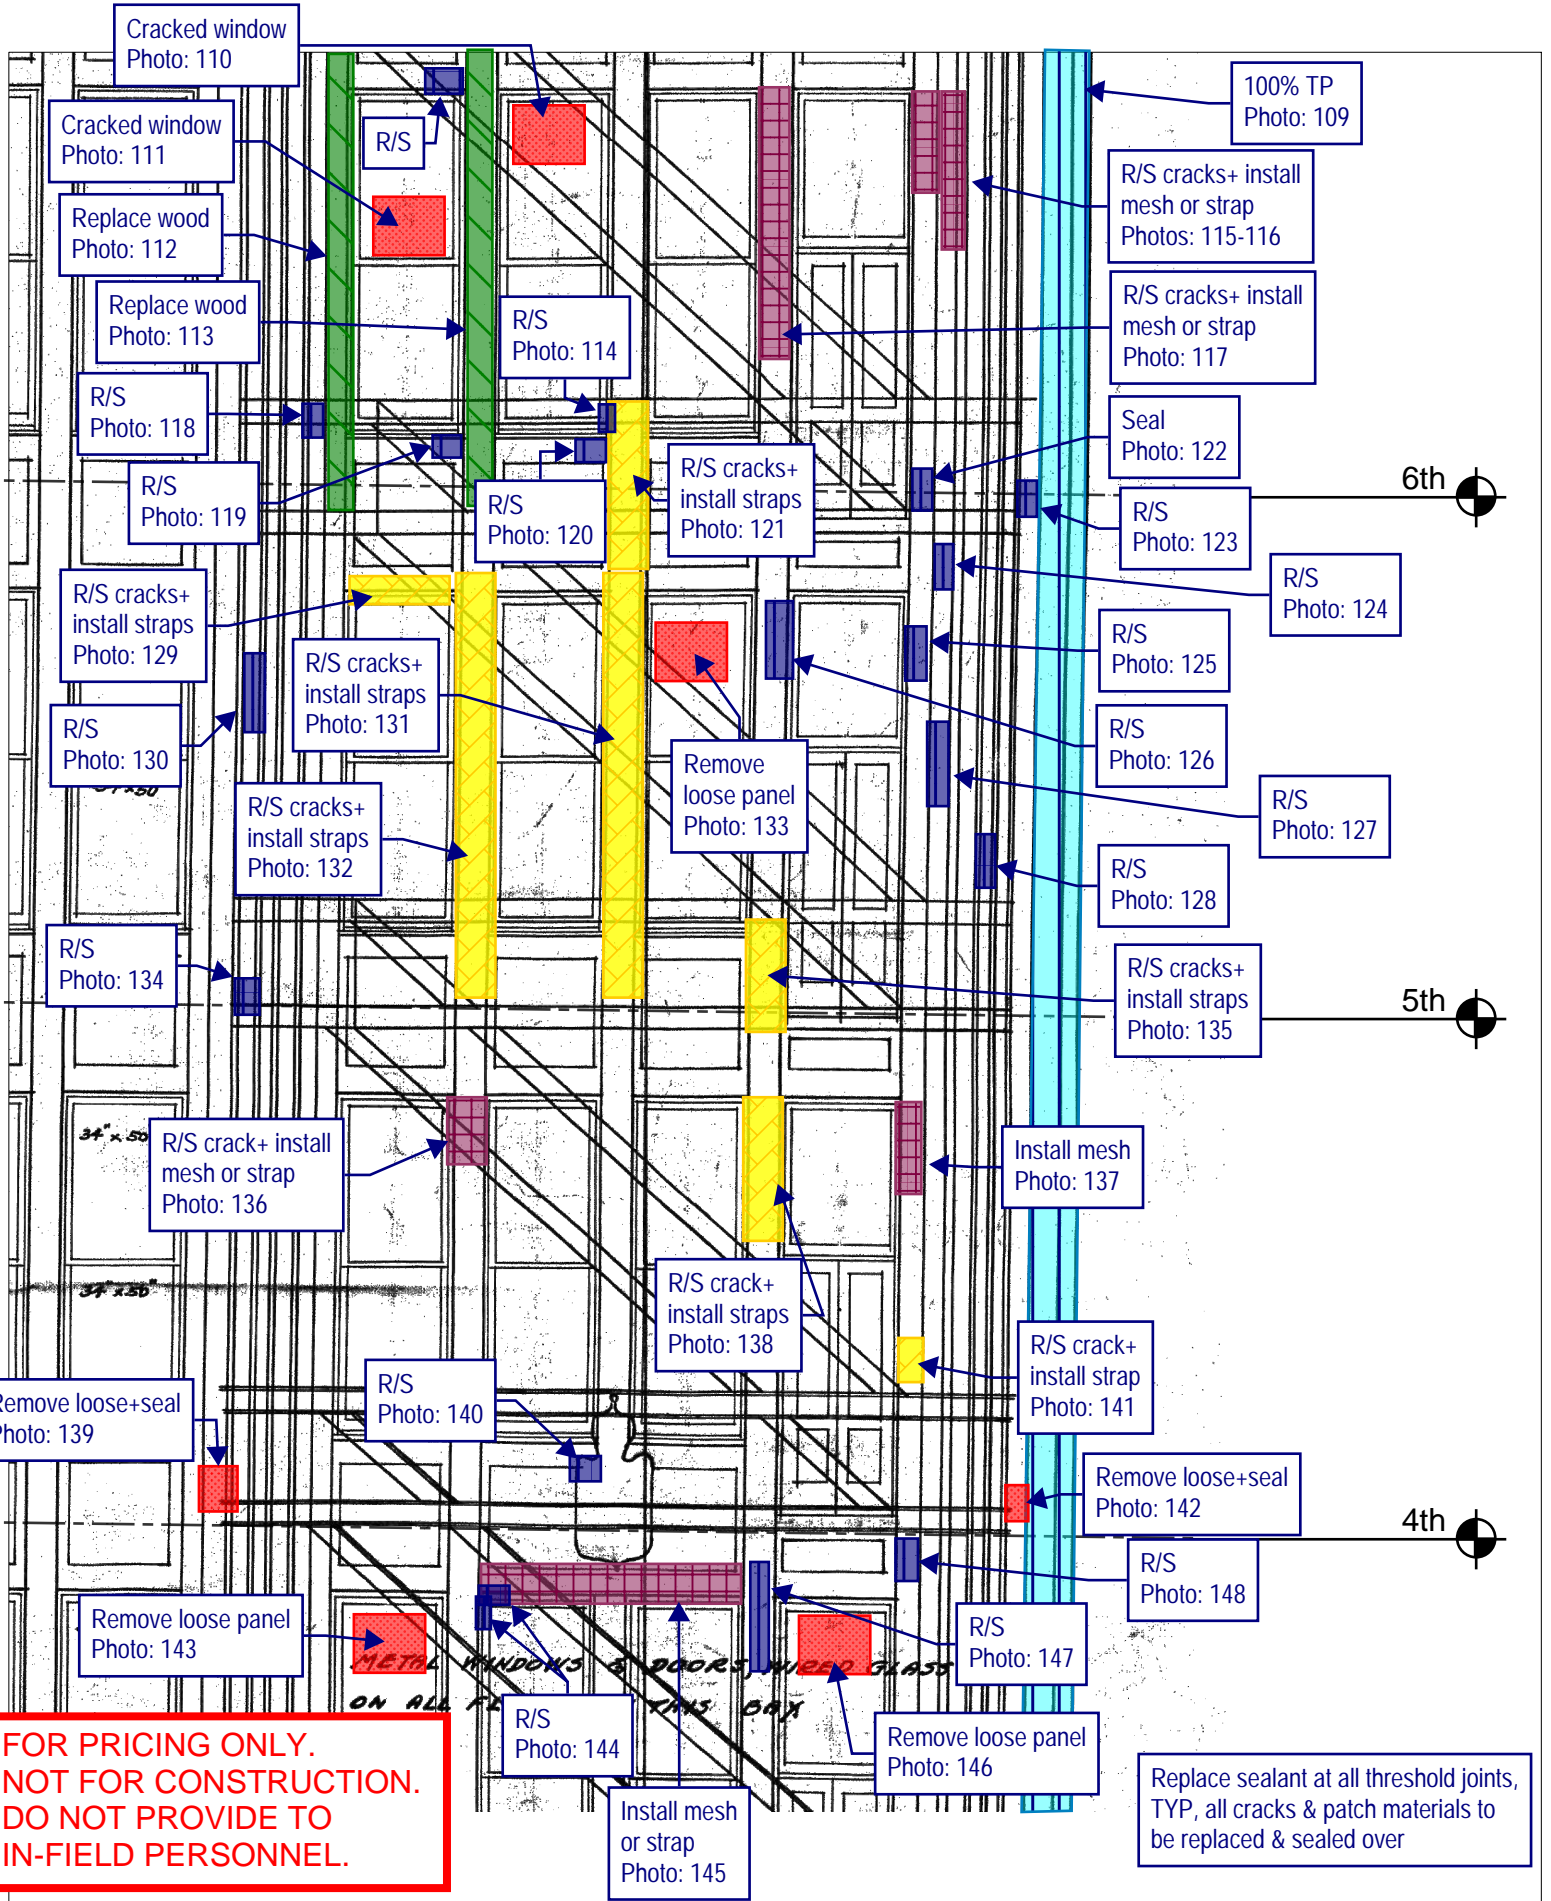 Cracked window
Photo: 110
Cracked window
Photo: 111
R/S
100% TP
Photo: 109
R/S cracks+ install
mesh or strap
Photos: 115-116
Replace wood
Photo: 112
Replace wood
Photo: 113
R/S
Photo: 114
R/S cracks+ install
mesh or strap
Photo: 117
R/S
Photo: 118
Seal
Photo: 122
R/S
Photo: 119
R/S
Photo: 120
R/S cracks+
install straps
Photo: 121
6th
R/S
Photo: 123
R/S
Photo: 124
R/S cracks+
install straps
Photo: 129
R/S
Photo: 125
R/S cracks+
install straps
Photo: 131
R/S
Photo: 130
R/S
Photo: 126
Remove
loose panel
Photo: 133
R/S
Photo: 127
R/S cracks+
install straps
Photo: 132
R/S
Photo: 128
R/S
Photo: 134
R/S cracks+
install straps
Photo: 135
5th
34"x50
R/S crack+ install
mesh or strap
Photo: 136
Install mesh
Photo: 137
34"x50"
R/S crack+
install straps
Photo: 138
R/S crack+
install strap
Photo: 141
R/S
Photo: 140
Remove loose+seal
Photo: 139
Remove loose+seal
Photo: 142
4th
R/S
Photo: 148
Remove loose panel
Photo: 143
R/S
Photo: 147
METAL WINDOWS & DOORS, WIRED GLASS
ON ALL THIS BAY
R/S
Photo: 144
Remove loose panel
Photo: 146
Install mesh
or strap
Photo: 145
FOR PRICING ONLY.
NOT FOR CONSTRUCTION.
DO NOT PROVIDE TO
IN-FIELD PERSONNEL.
Replace sealant at all threshold joints,
TYP, all cracks & patch materials to
be replaced & sealed over